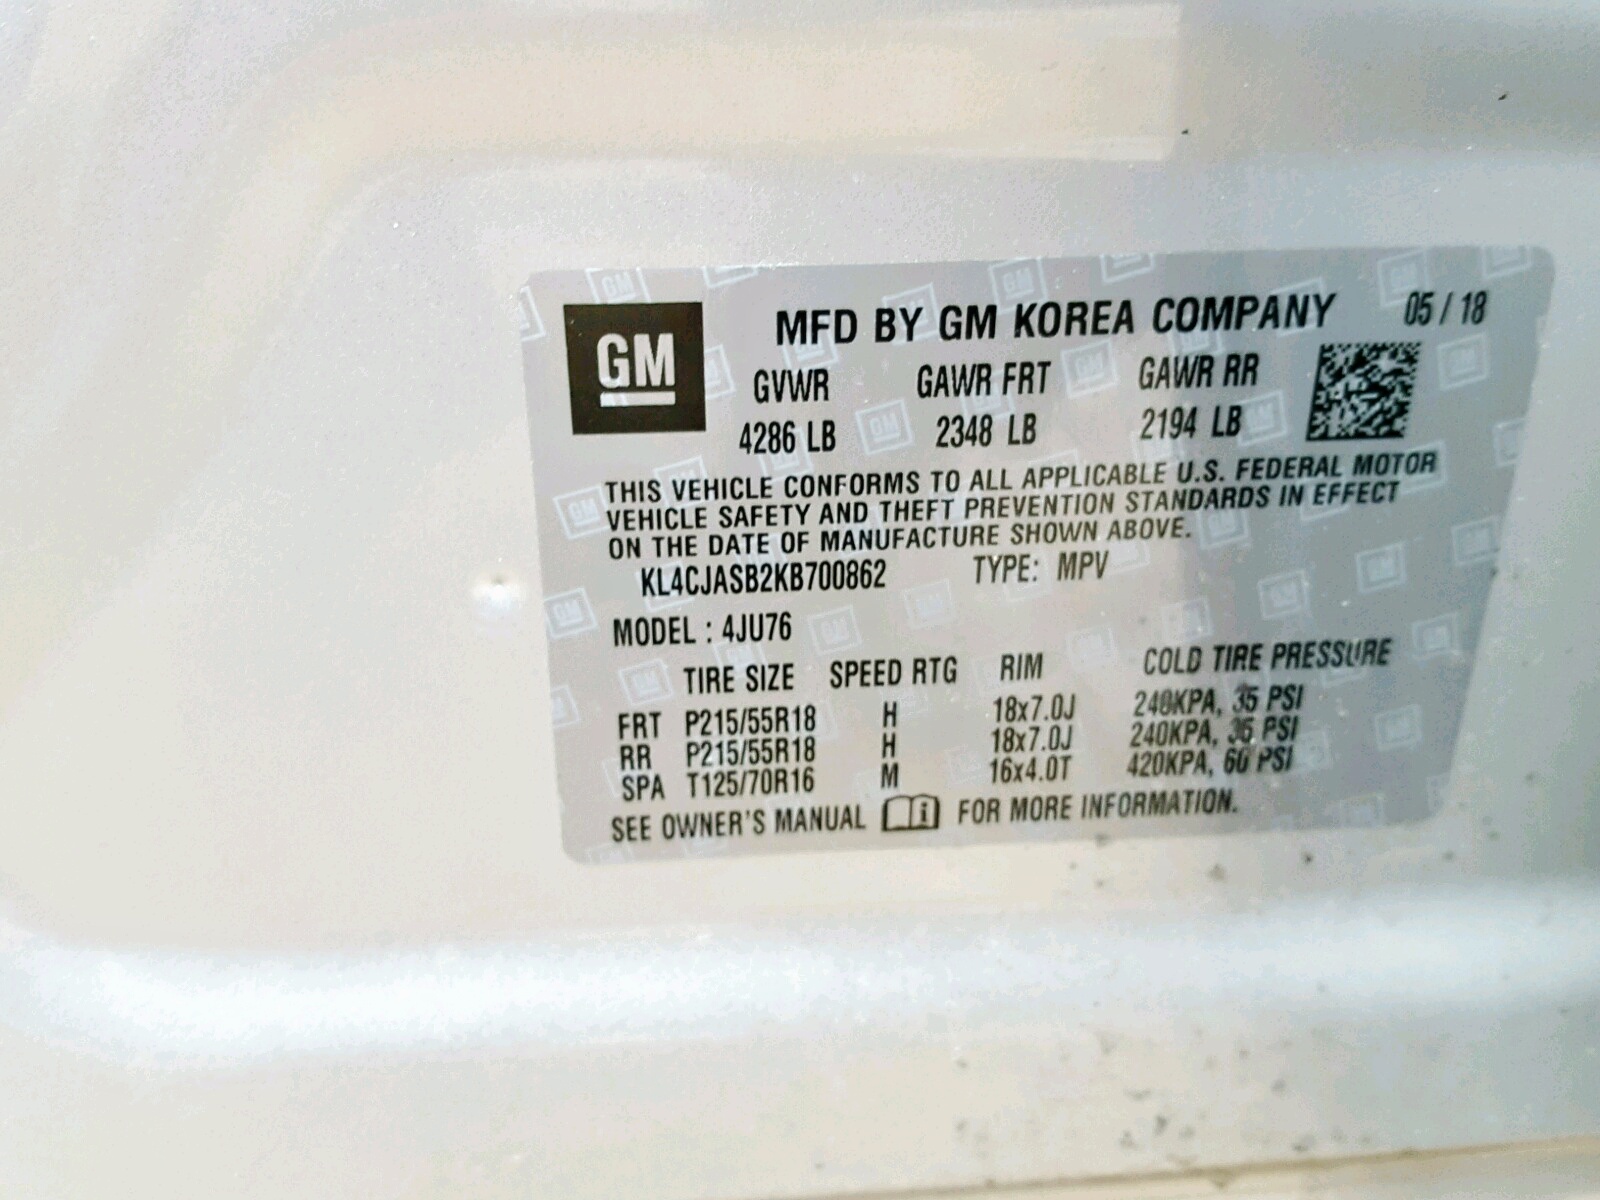 GM
MFD BY GM KOREA COMPANY 05 / 18
GVWR GAWR FRT GAWR RR
4286 LB 2348 LB 2194 LB
THIS VEHICLE CONFORMS TO ALL APPLICABLE U.S. FEDERAL MOTOR
VEHICLE SAFETY AND THEFT PREVENTION STANDARDS IN EFFECT
ON THE DATE OF MANUFACTURE SHOWN ABOVE.
KL4CJASB2KB700862 TYPE: MPV
MODEL : 4JU76
TIRE SIZE SPEED RTG RIM COLD TIRE PRESSURE
FRT P215/55R18 H 18x7.0J 240KPA, 35 PSI
RR P215/55R18 H 18x7.0J 240KPA, 35 PSI
SPA T125/70R16 M 16x4.0T 420KPA, 60 PSI
SEE OWNER'S MANUAL FOR MORE INFORMATION.